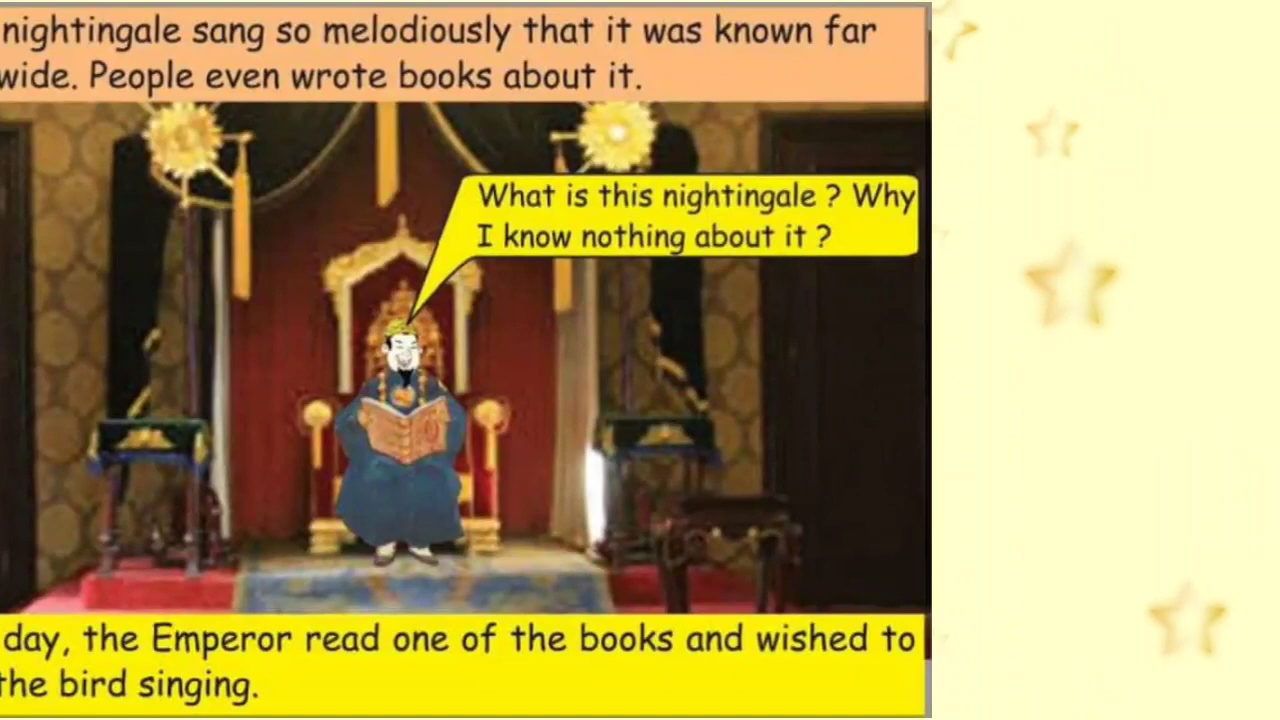 nightingale sang so melodiously that it was known far
wide. People even wrote books about it.
What is this nightingale ? Why
I know nothing about it ?
day, the Emperor read one of the books and wished to
the bird singing.